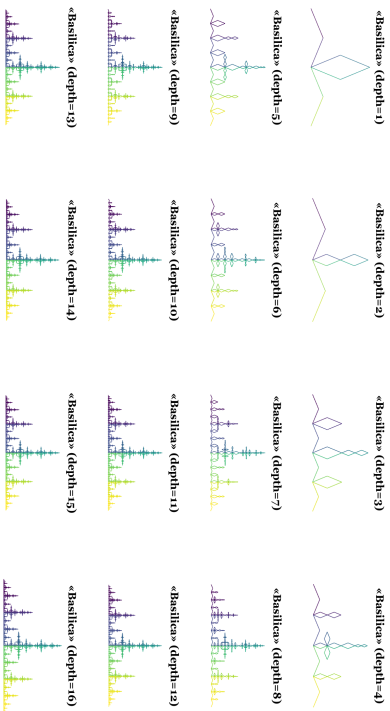 «Basilica» (depth=1)
«Basilica» (depth=2)
«Basilica» (depth=3)
«Basilica» (depth=4)
«Basilica» (depth=5)
«Basilica» (depth=6)
«Basilica» (depth=7)
«Basilica» (depth=8)
«Basilica» (depth=9)
«Basilica» (depth=10)
«Basilica» (depth=11)
«Basilica» (depth=12)
«Basilica» (depth=13)
«Basilica» (depth=14)
«Basilica» (depth=15)
«Basilica» (depth=16)